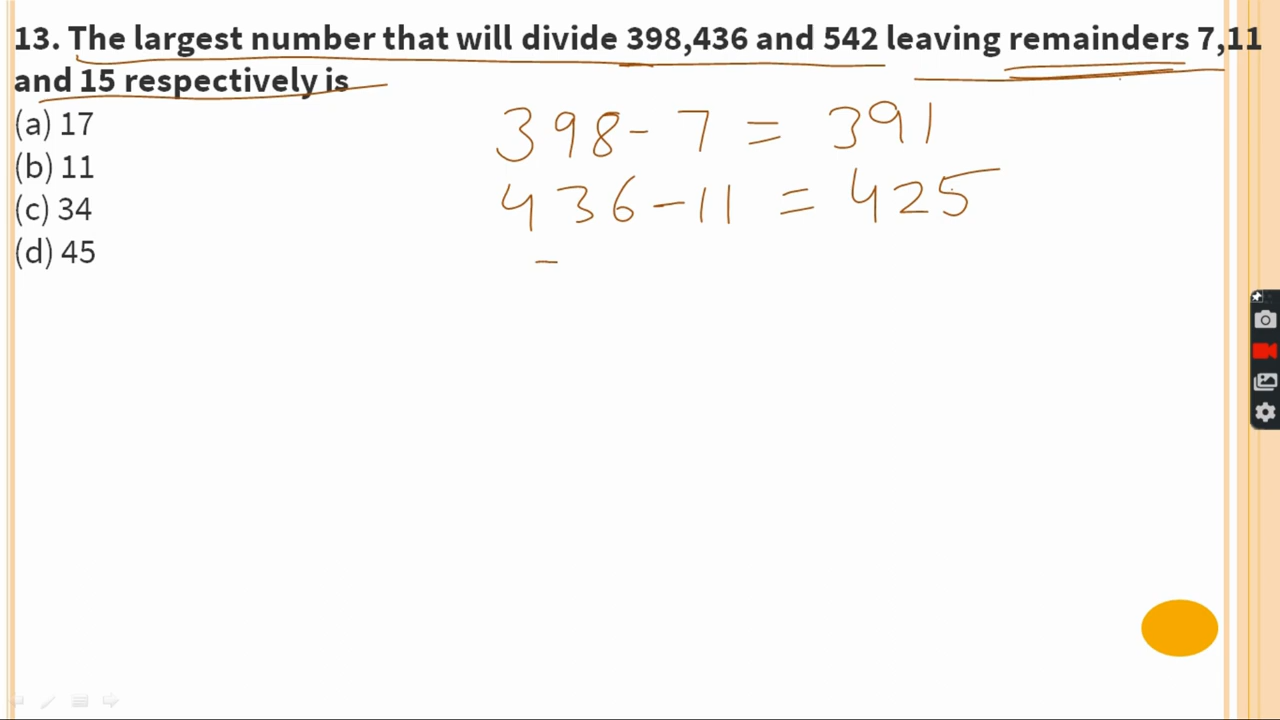 13. The largest number that will divide 398,436 and 542 leaving remainders 7,11
and 15 respectively is
(a) 17
(b) 11
(c) 34
(d) 45
398 - 7 = 391
436 - 11 = 425